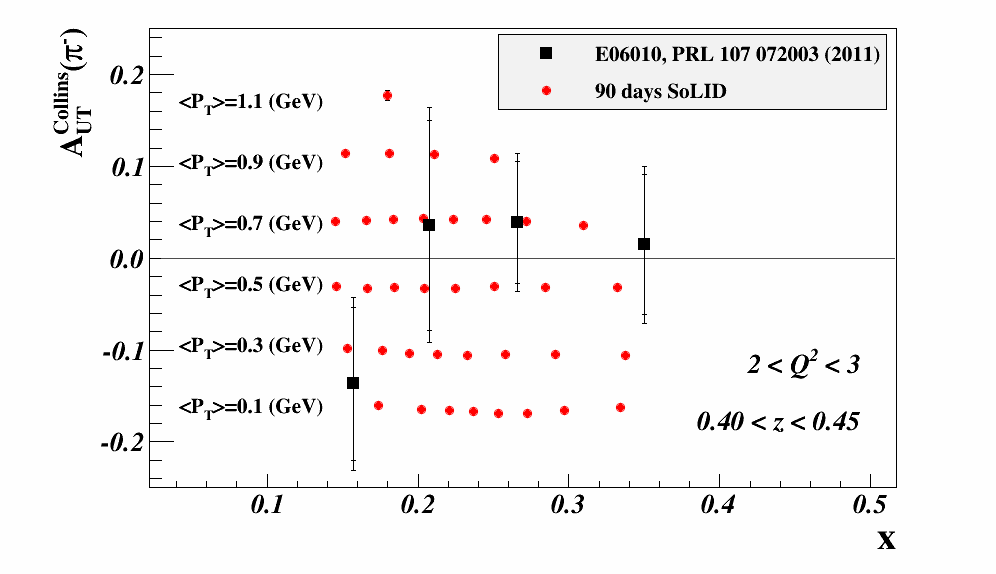 A_UT^Collins(π⁻)
E06010, PRL 107 072003 (2011)
90 days SoLID
0.2
0.1
0.0
-0.1
-0.2
<P_T>=1.1 (GeV)
<P_T>=0.9 (GeV)
<P_T>=0.7 (GeV)
<P_T>=0.5 (GeV)
<P_T>=0.3 (GeV)
<P_T>=0.1 (GeV)
2 < Q² < 3
0.40 < z < 0.45
0.1 0.2 0.3 0.4 0.5
x